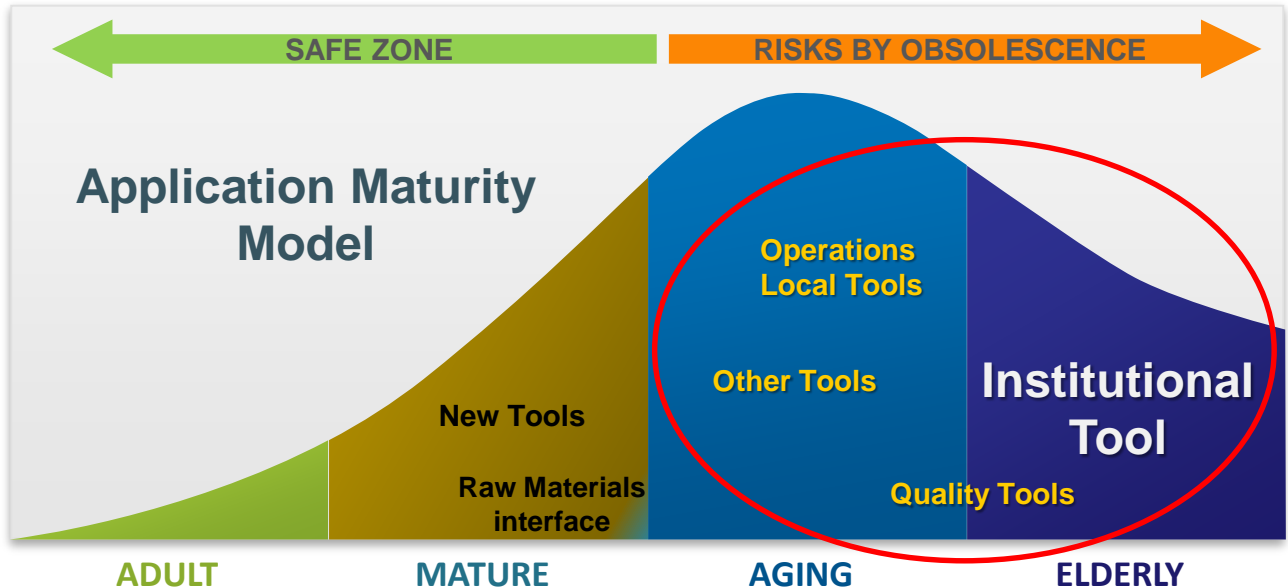 SAFE ZONE
RISKS BY OBSOLESCENCE
Application Maturity
Model
Operations
Local Tools
Other Tools
Institutional
Tool
New Tools
Raw Materials
interface
Quality Tools
ADULT
MATURE
AGING
ELDERLY